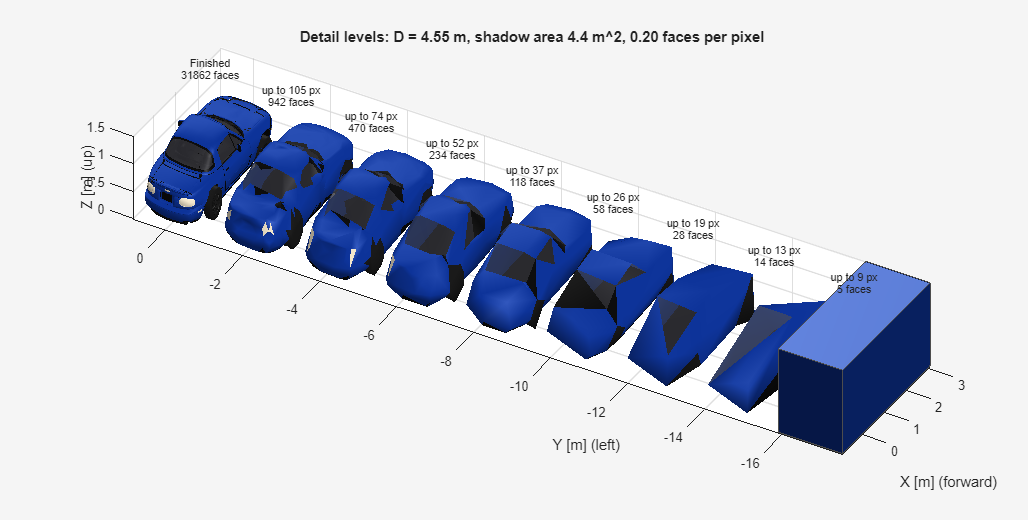 Detail levels: D = 4.55 m, shadow area 4.4 m^2, 0.20 faces per pixel
Finished
31862 faces
up to 105 px
942 faces
up to 74 px
470 faces
up to 52 px
234 faces
up to 37 px
118 faces
up to 26 px
58 faces
up to 19 px
28 faces
up to 13 px
14 faces
up to 9 px
5 faces
1.5
1
0.5
0
Z [m] (up)
0
-2
-4
-6
-8
-10
-12
-14
-16
Y [m] (left)
3
2
1
0
X [m] (forward)